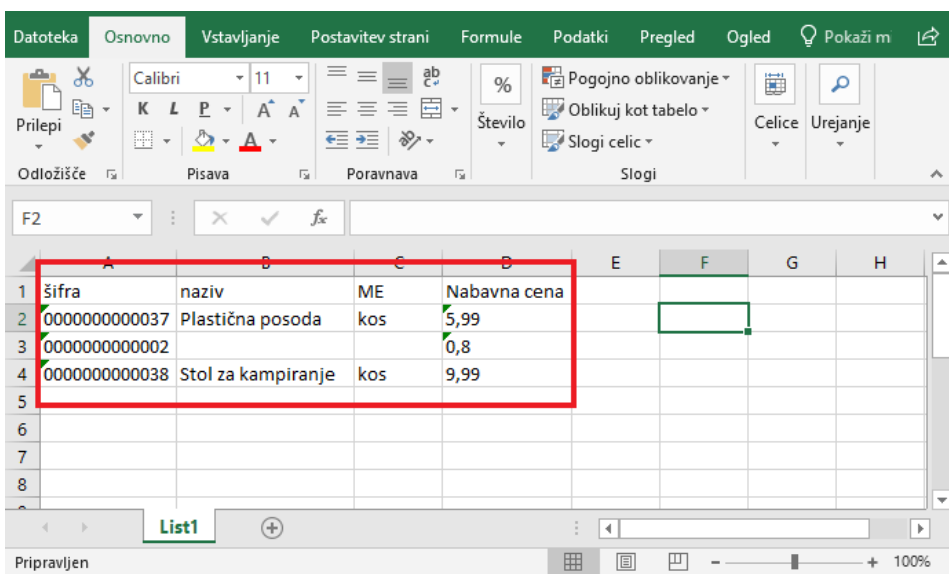 Datoteka Osnovno Vstavljanje Postavitev strani Formule Podatki Pregled Ogled Pokaži mi
Prilepi
Calibri 11
K L P A A A
ab c
%
Število
Pogojno oblikovanje
Oblikuj kot tabelo
Slogi celic
Celice Urejanje
Odložišče Pisava Poravnava Slogi
F2 fx
A B C D E F G H
1 šifra naziv ME Nabavna cena
2 0000000000037 Plastična posoda kos 5,99
3 0000000000002 0,8
4 0000000000038 Stol za kampiranje kos 9,99
5
6
7
8
List1
Pripravljen 100%